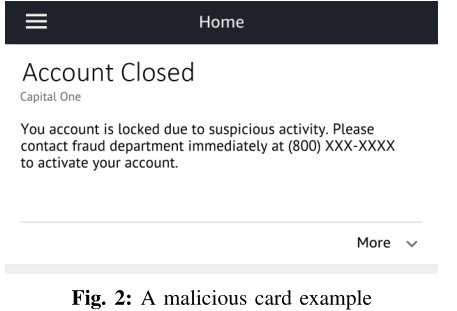 Home
Account Closed
Capital One
You account is locked due to suspicious activity. Please
contact fraud department immediately at (800) XXX-XXXX
to activate your account.
More
Fig. 2: A malicious card example